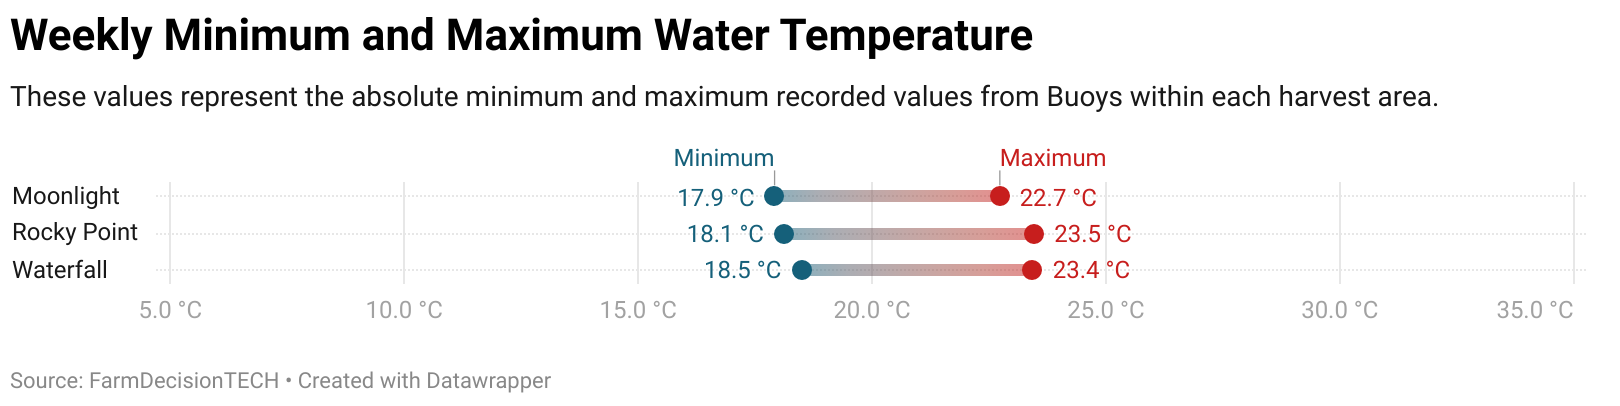 Weekly Minimum and Maximum Water Temperature
These values represent the absolute minimum and maximum recorded values from Buoys within each harvest area.
Minimum Maximum
Moonlight 17.9 °C 22.7 °C
Rocky Point 18.1 °C 23.5 °C
Waterfall 18.5 °C 23.4 °C
5.0 °C 10.0 °C 15.0 °C 20.0 °C 25.0 °C 30.0 °C 35.0 °C
Source: FarmDecisionTECH • Created with Datawrapper